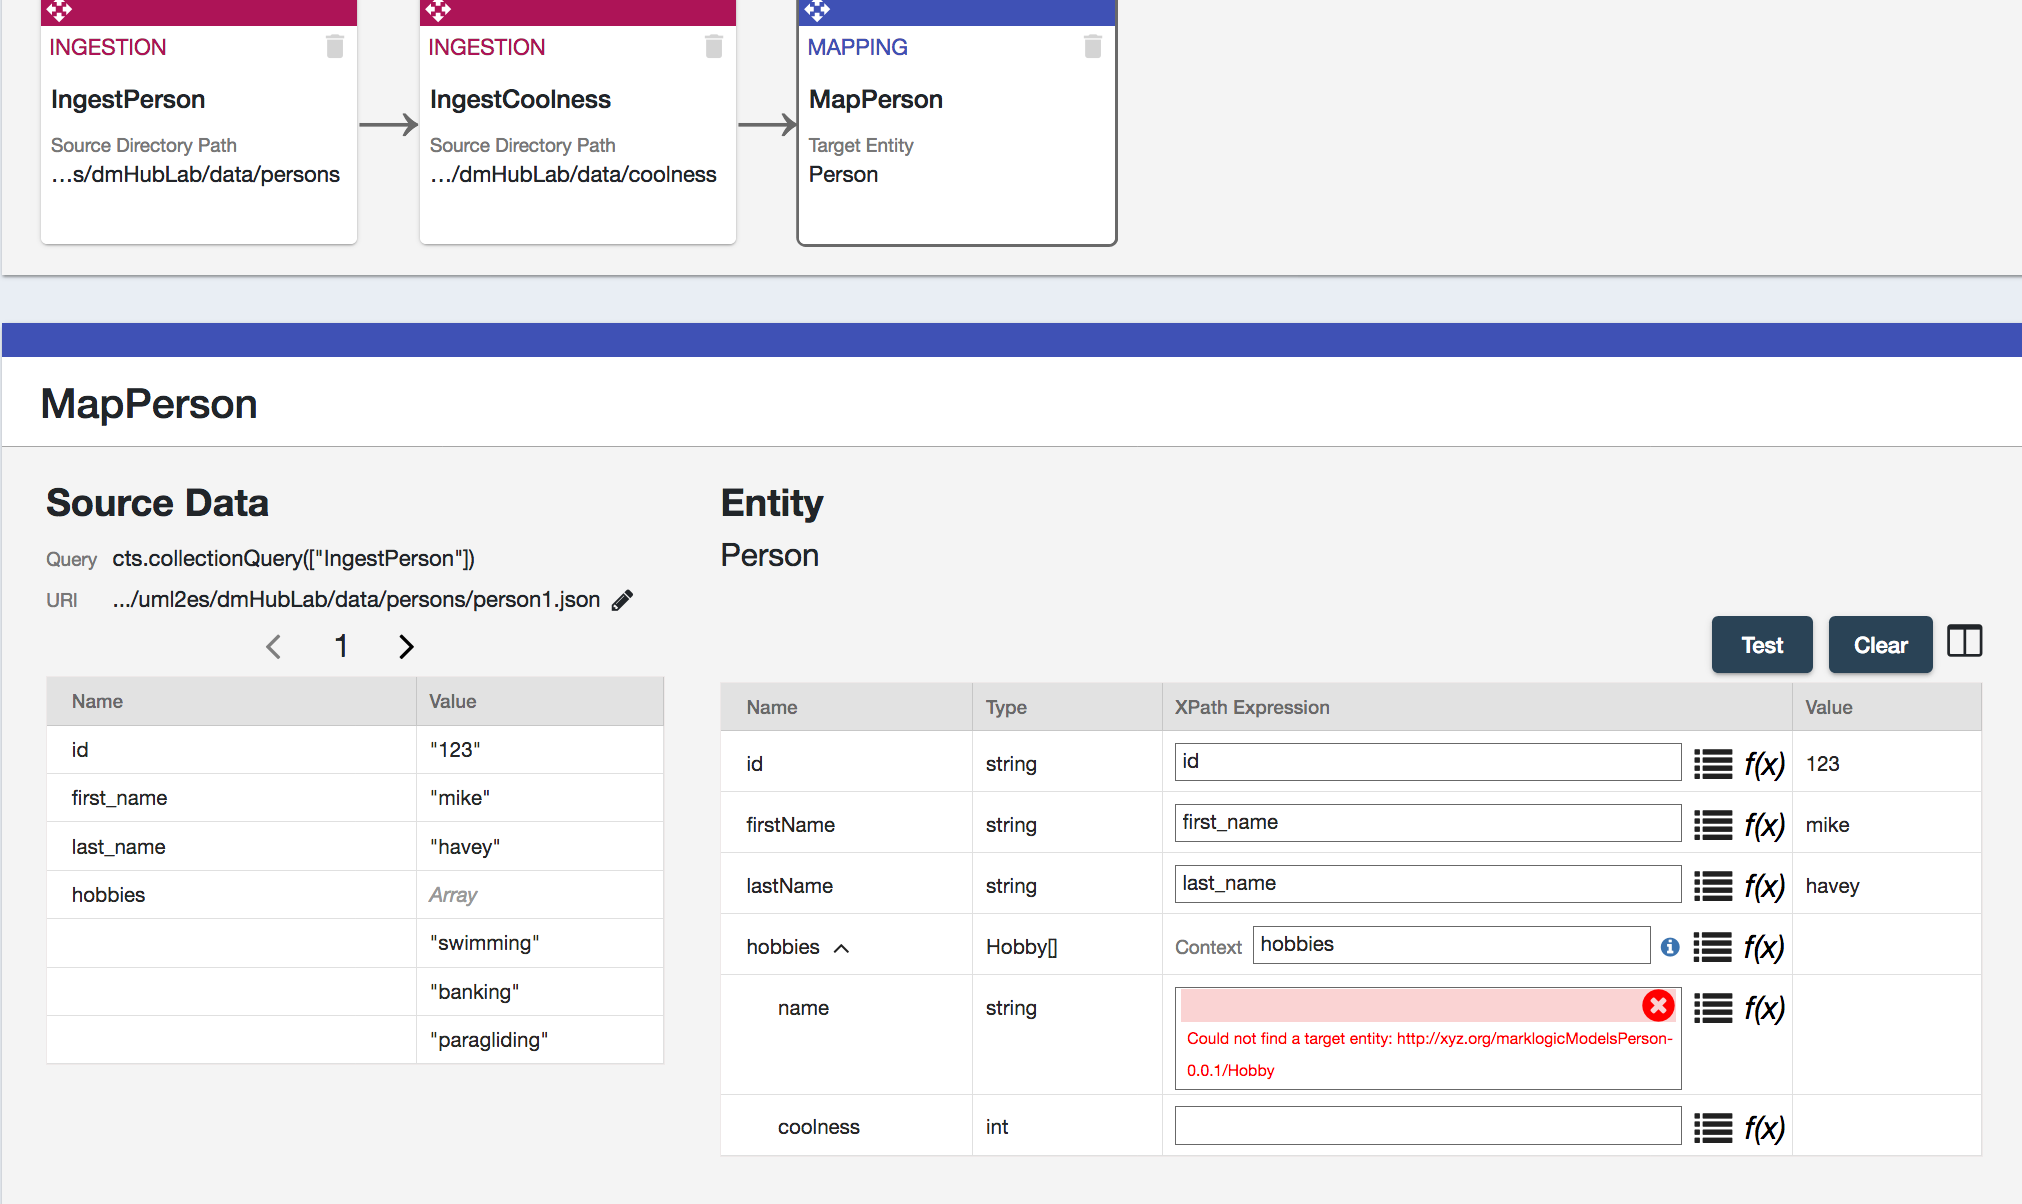 INGESTION
IngestPerson
Source Directory Path
...s/dmHubLab/data/persons
INGESTION
IngestCoolness
Source Directory Path
.../dmHubLab/data/coolness
MAPPING
MapPerson
Target Entity
Person
MapPerson
Source Data
Query cts.collectionQuery(["IngestPerson"])
URI .../uml2es/dmHubLab/data/persons/person1.json
1
Name Value
id "123"
first_name "mike"
last_name "havey"
hobbies Array
"swimming"
"banking"
"paragliding"
Entity
Person
Test Clear
Name Type XPath Expression Value
id string id f(x) 123
firstName string first_name f(x) mike
lastName string last_name f(x) havey
hobbies Hobby[] Context hobbies f(x)
name string f(x)
Could not find a target entity: http://xyz.org/marklogicModelsPerson-
0.0.1/Hobby
coolness int f(x)